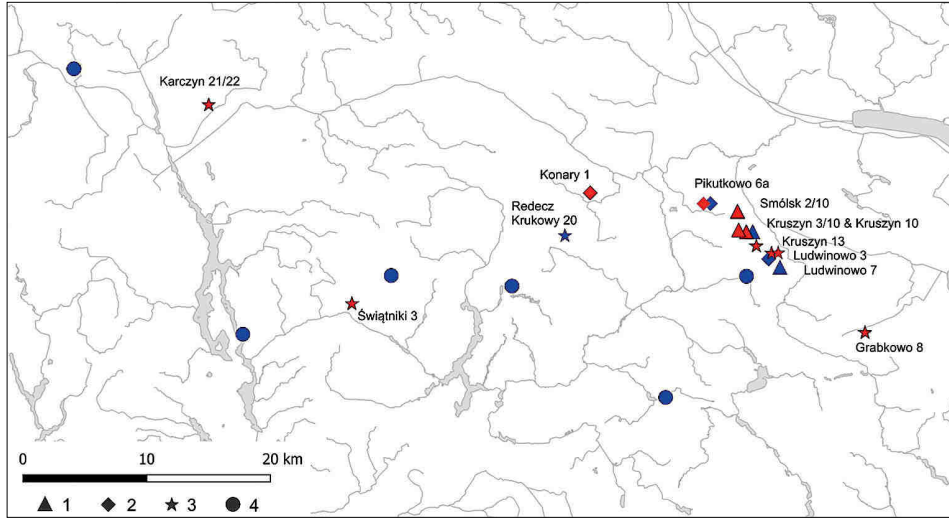 Karczyn 21/22
Konary 1
Pikutkowo 6a
Redecz
Krukowy 20
Smólsk 2/10
Kruszyn 3/10 & Kruszyn 10
Kruszyn 13
Ludwinowo 3
Ludwinowo 7
Świątniki 3
Grabkowo 8
0 10 20 km
1 2 3 4